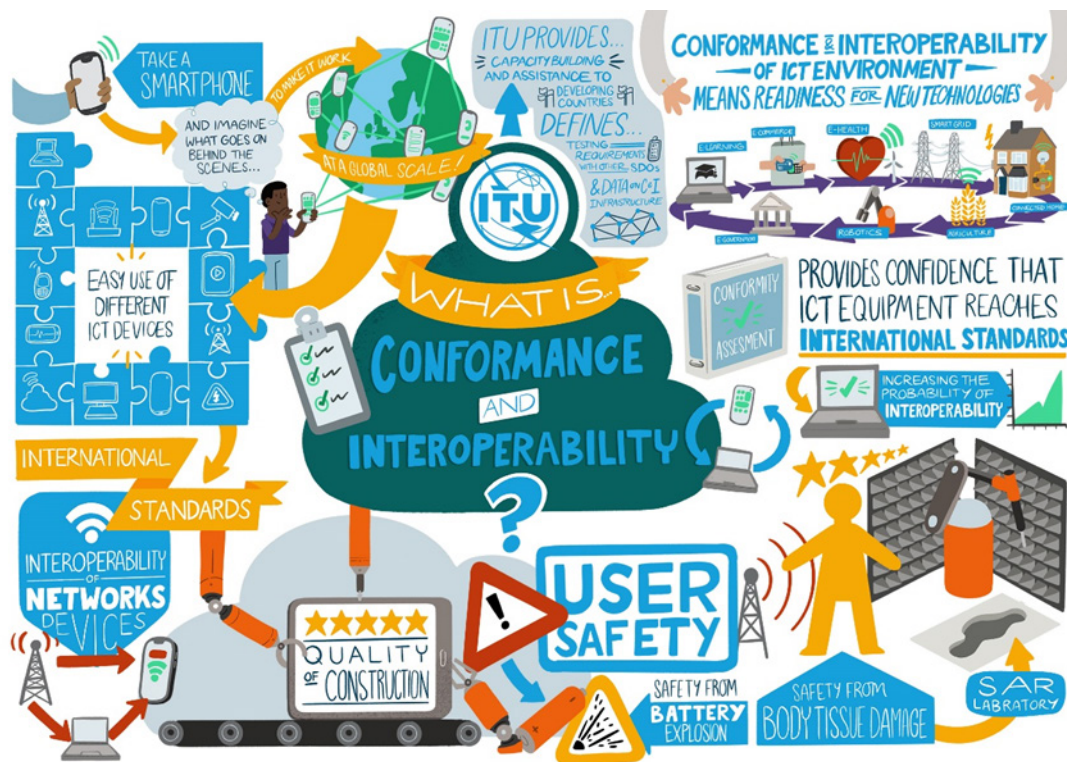 TAKE A
SMARTPHONE
AND IMAGINE
WHAT GOES ON
BEHIND THE
SCENES...
TO MAKE IT WORK
AT A GLOBAL SCALE!
ITU PROVIDES...
CAPACITY BUILDING
AND ASSISTANCE TO
DEVELOPING
COUNTRIES
DEFINES...
TESTING
REQUIREMENTS
WITH OTHER SDOs
& DATA ON C&I
INFRASTRUCTURE
CONFORMANCE & INTEROPERABILITY
OF ICT ENVIRONMENT
MEANS READINESS FOR NEW TECHNOLOGIES
E-LEARNING
E-COMMERCE
E-HEALTH
SMART GRID
CONNECTED HOME
AGRICULTURE
ROBOTICS
EASY USE OF
DIFFERENT
ICT DEVICES
ITU
WHAT IS...
CONFORMANCE
AND
INTEROPERABILITY
?
CONFORMITY
ASSESMENT
PROVIDES CONFIDENCE THAT
ICT EQUIPMENT REACHES
INTERNATIONAL STANDARDS
INCREASING THE
PROBABILITY OF
INTEROPERABILITY
INTERNATIONAL
STANDARDS
INTEROPERABILITY
OF
NETWORKS
DEVICES
QUALITY
OF CONSTRUCTION
!
USER
SAFETY
SAFETY FROM
BATTERY
EXPLOSION
SAFETY FROM
BODY TISSUE DAMAGE
SAR
LABRATORY